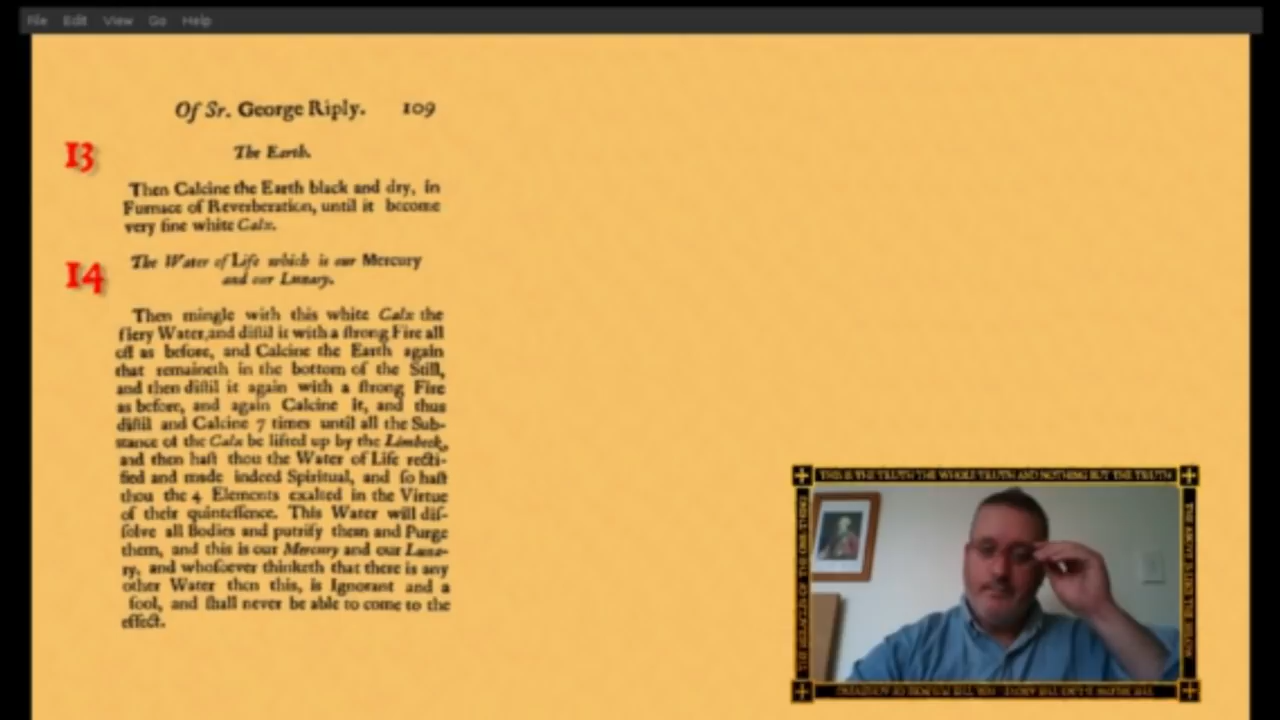 File Edit View Go Help
Of Sr. George Riply. 109
13
The Earth.
Then Calcine the Earth black and dry, in
Furnace of Reverberation, until it become
very fine white Calx.
14
The Water of Life which is our Mercury
and our Lunary.
Then mingle with this white Calx the
fiery Water, and diſtil it with a ſtrong Fire all
off as before, and Calcine the Earth again
that remaineth in the bottom of the Still,
and then diſtil it again with a ſtrong Fire
as before, and again Calcine it, and thus
diſtil and Calcine 7 times until all the Sub-
ſtance of the Calx be lifted up by the Limbeck,
and then haſt thou the Water of Life recti-
fied and made indeed Spiritual, and ſo haſt
thou the 4 Elements exalted in the Virtue
of their quinteſſence. This Water will diſ-
ſolve all Bodies and putrify them and Purge
them, and this is our Mercury and our Luna-
ry, and whoſoever thinketh that there is any
other Water then this, is Ignorant and a
fool, and ſhall never be able to come to the
effect.
THIS IS THE TRUTH THE WHOLE TRUTH AND NOTHING BUT THE TRUTH